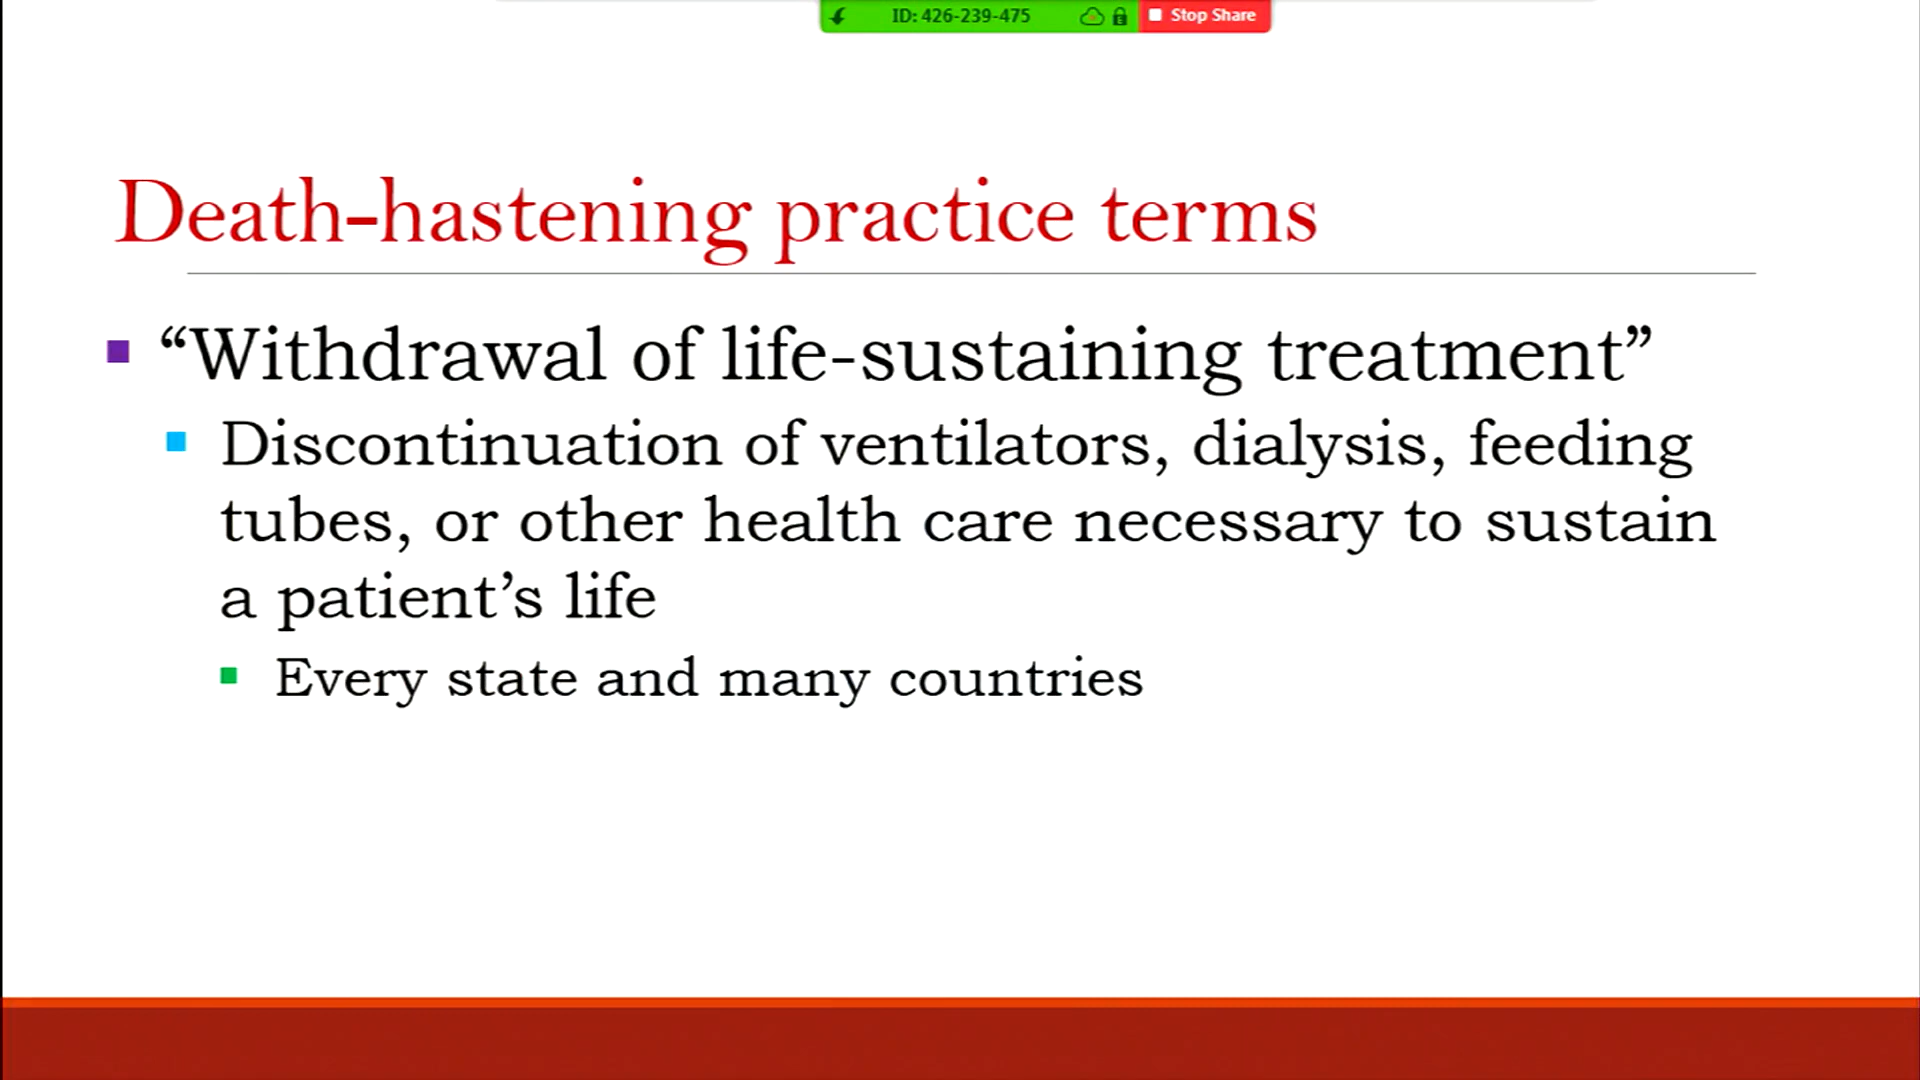 ID: 426-239-475 Stop Share
Death-hastening practice terms
“Withdrawal of life-sustaining treatment”
Discontinuation of ventilators, dialysis, feeding
tubes, or other health care necessary to sustain
a patient’s life
Every state and many countries